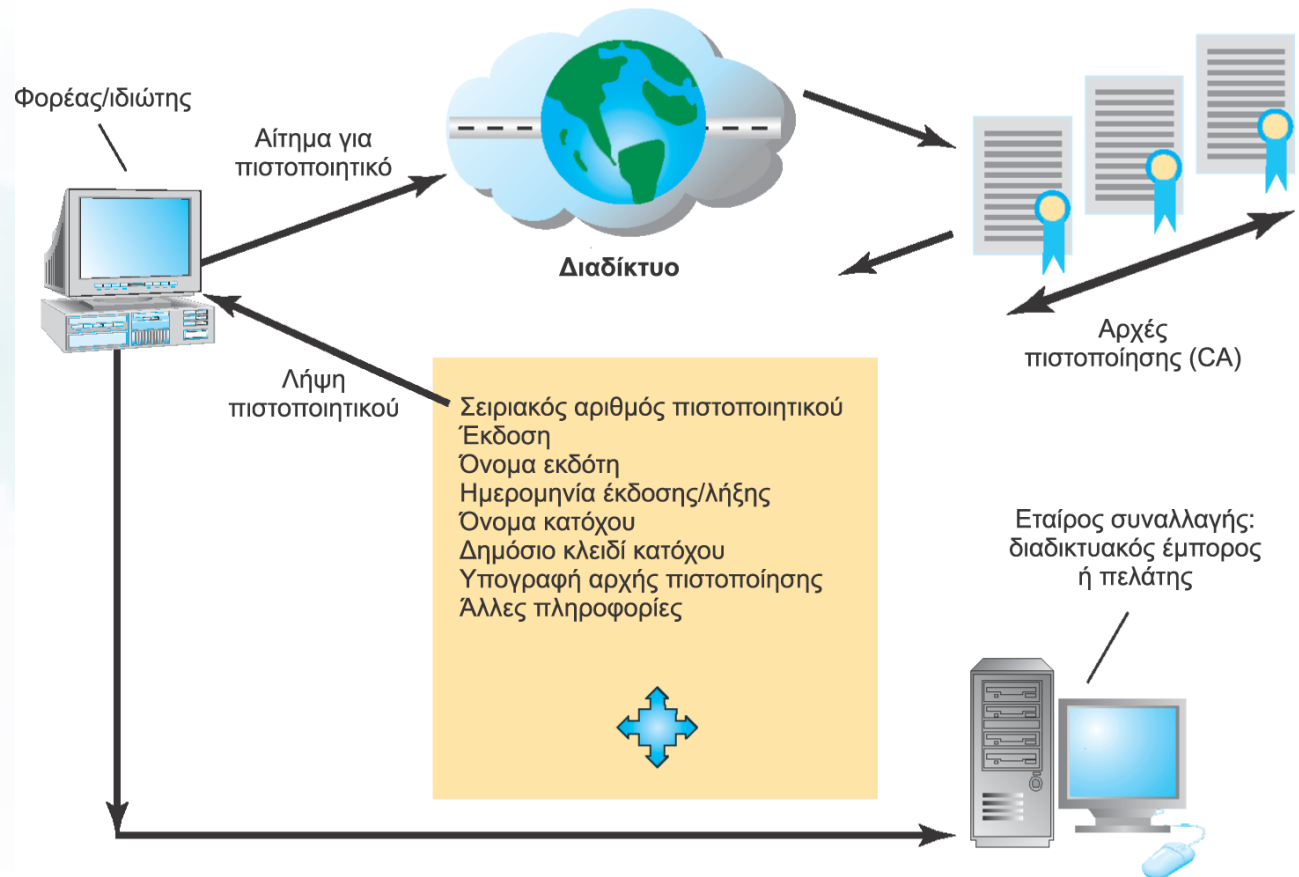 Φορέας/ιδιώτης
Αίτημα για
πιστοποιητικό
Διαδίκτυο
Αρχές
πιστοποίησης (CA)
Λήψη
πιστοποιητικού
Σειριακός αριθμός πιστοποιητικού
Έκδοση
Όνομα εκδότη
Ημερομηνία έκδοσης/λήξης
Όνομα κατόχου
Δημόσιο κλειδί κατόχου
Υπογραφή αρχής πιστοποίησης
Άλλες πληροφορίες
Εταίρος συναλλαγής:
διαδικτυακός έμπορος
ή πελάτης